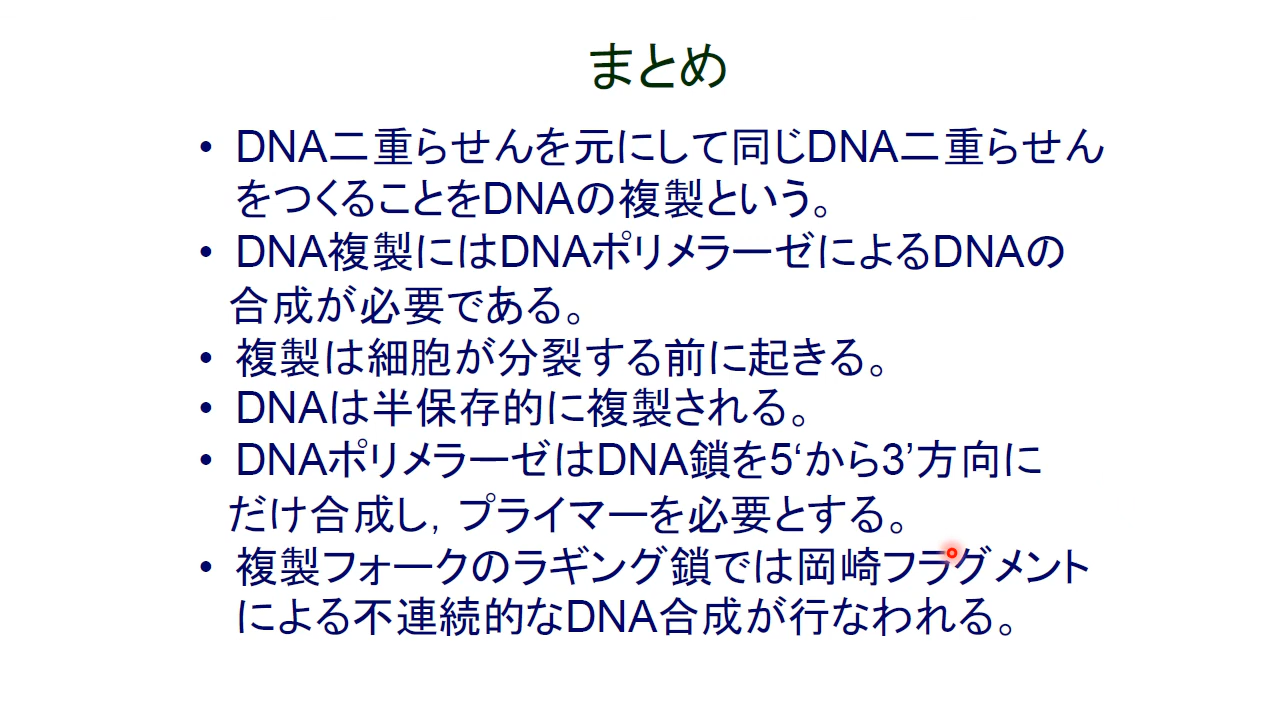 まとめ
• DNA二重らせんを元にして同じDNA二重らせん
をつくることをDNAの複製という。
• DNA複製にはDNAポリメラーゼによるDNAの
合成が必要である。
• 複製は細胞が分裂する前に起きる。
• DNAは半保存的に複製される。
• DNAポリメラーゼはDNA鎖を5‘から3’方向に
だけ合成し，プライマーを必要とする。
• 複製フォークのラギング鎖では岡崎フラグメント
による不連続的なDNA合成が行なわれる。